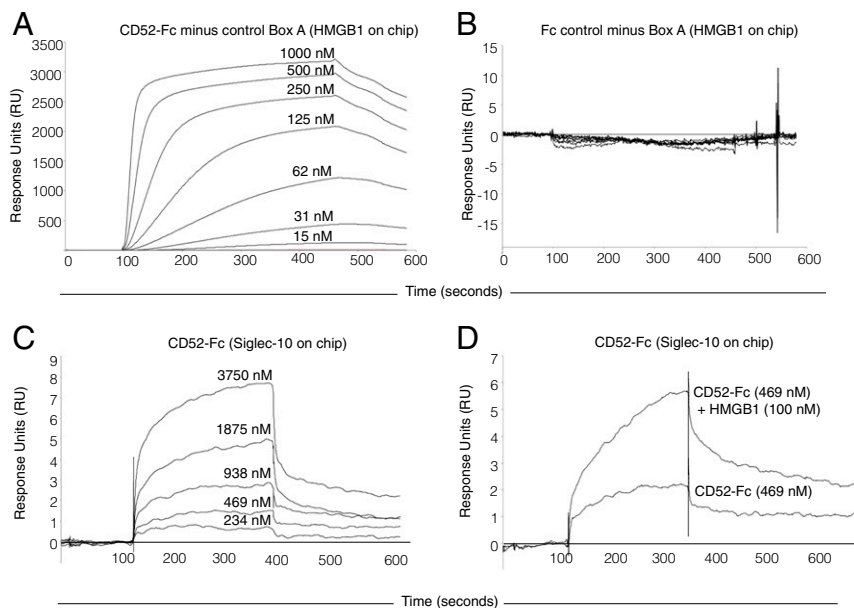 A
CD52-Fc minus control Box A (HMGB1 on chip)
Response Units (RU)
3500
3000
2500
2000
1500
1000
500
1000 nM
500 nM
250 nM
125 nM
62 nM
31 nM
15 nM
0 100 200 300 400 500 600
B
Fc control minus Box A (HMGB1 on chip)
Response Units (RU)
15
10
5
0
-5
-10
-15
0 100 200 300 400 500 600
Time (seconds)
C
CD52-Fc (Siglec-10 on chip)
Response Units (RU)
9
8
7
6
5
4
3
2
1
0
3750 nM
1875 nM
938 nM
469 nM
234 nM
100 200 300 400 500 600
D
CD52-Fc (Siglec-10 on chip)
Response Units (RU)
7
6
5
4
3
2
1
0
CD52-Fc (469 nM)
+ HMGB1 (100 nM)
CD52-Fc (469 nM)
100 200 300 400 500 600
Time (seconds)